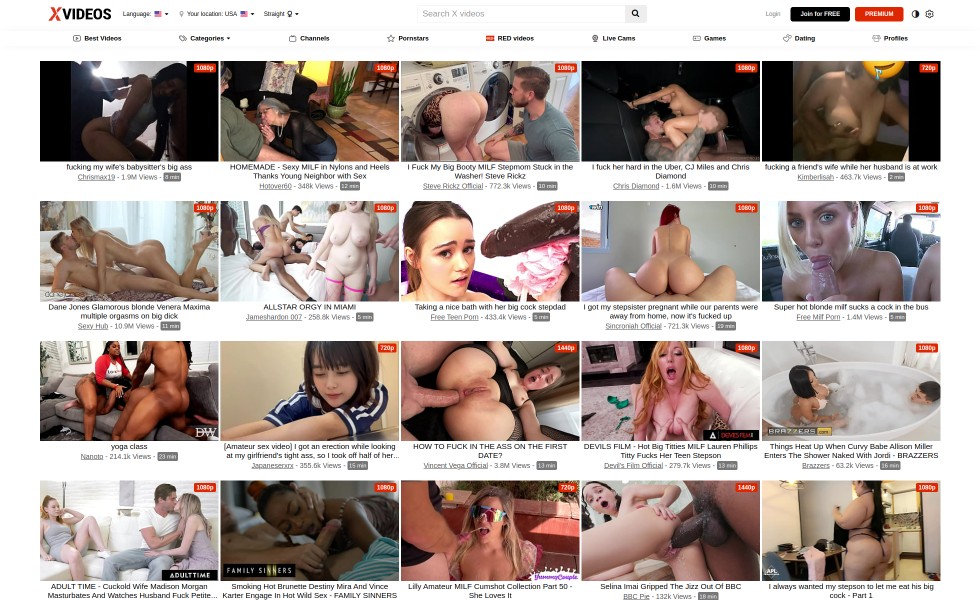 XVIDEOS
Language:
Your location: USA
Straight
Search X videos
Login
Join for FREE
PREMIUM
Best Videos
Categories
Channels
Pornstars
RED videos
Live Cams
Games
Dating
Profiles
1080p
1080p
1080p
1080p
720p
fucking my wife's babysitter's big ass
Chrismax19 - 1.9M Views - 8 min
HOMEMADE - Sexy MILF in Nylons and Heels
Thanks Young Neighbor with Sex
Hotover60 - 348k Views - 12 min
I Fuck My Big Booty MILF Stepmom Stuck in the
Washer! Steve Rickz
Steve Rickz Official - 772.3k Views - 10 min
I fuck her hard in the Uber, CJ Miles and Chris
Diamond
Chris Diamond - 1.6M Views - 10 min
fucking a friend's wife while her husband is at work
Kimberlisah - 463.7k Views - 2 min
1080p
1080p
1080p
1080p
1080p
Dane Jones Glamorous blonde Venera Maxima
multiple orgasms on big dick
Sexy Hub - 10.9M Views - 11 min
ALLSTAR ORGY IN MIAMI
Jameshardon 007 - 258.8k Views - 5 min
Taking a nice bath with her big cock stepdad
Free Teen Porn - 433.4k Views - 5 min
I got my stepsister pregnant while our parents were
away from home, now it's fucked up
Sincroniah Official - 721.3k Views - 19 min
Super hot blonde milf sucks a cock in the bus
Free Milf Porn - 1.4M Views - 5 min
720p
1440p
1080p
1080p
BW
DEVILS FILM
BRAZZERS
yoga class
Nanoto - 214.1k Views - 23 min
[Amateur sex video] I got an erection while looking
at my girlfriend's tight ass, so I took off half of her...
Japaneserxrx - 355.6k Views - 15 min
HOW TO FUCK IN THE ASS ON THE FIRST
DATE?
Vincent Vega Official - 3.8M Views - 13 min
DEVILS FILM - Hot Big Titties MILF Lauren Phillips
Titty Fucks Her Teen Stepson
Devil's Film Official - 279.7k Views - 13 min
Things Heat Up When Curvy Babe Allison Miller
Enters The Shower Naked With Jordi - BRAZZERS
Brazzers - 63.2k Views - 16 min
1080p
1080p
720p
1440p
1080p
ADULTTIME
FAMILY SINNERS
YummyCouple
APL
ADULT TIME - Cuckold Wife Madison Morgan
Masturbates And Watches Husband Fuck Petite...
Smoking Hot Brunette Destiny Mira And Vince
Karter Engage In Hot Wild Sex - FAMILY SINNERS
Lilly Amateur MILF Cumshot Collection Part 50 -
She Loves It
Selina Imai Gripped The Jizz Out Of BBC
BBC Pie - 132k Views - 18 min
I always wanted my stepson to let me eat his big
cock - Part 1